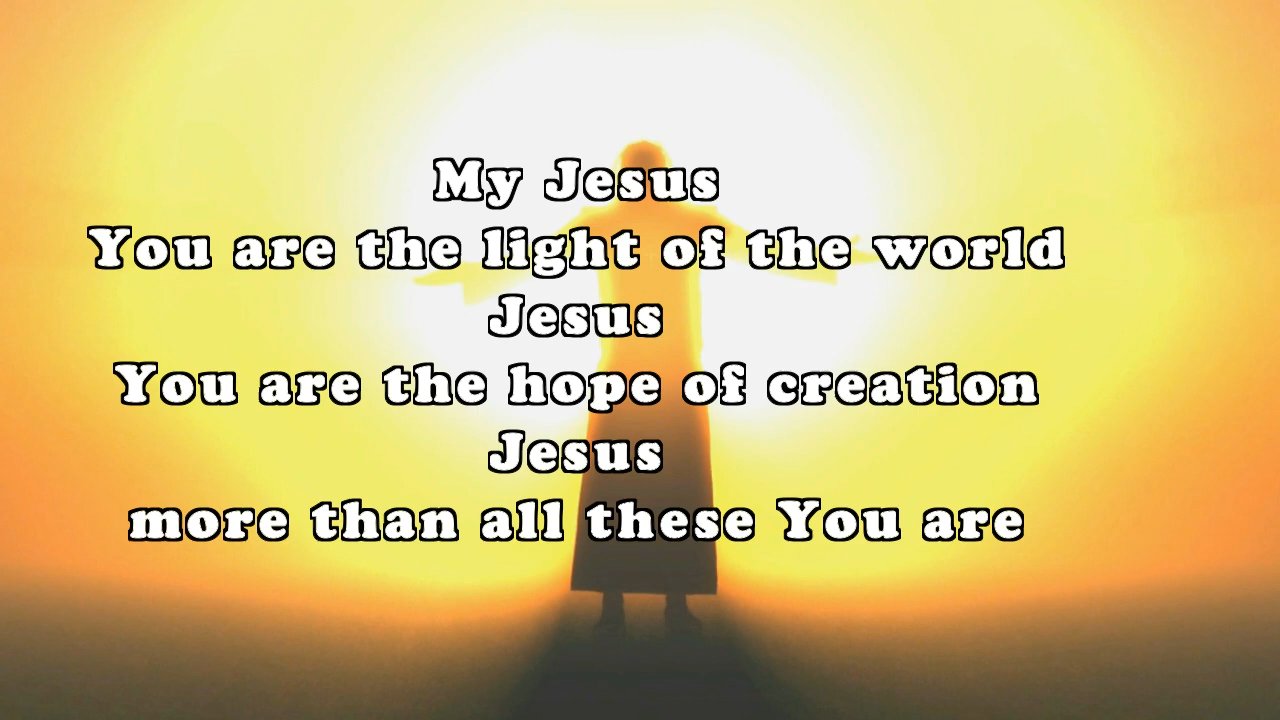 My Jesus
You are the light of the world
Jesus
You are the hope of creation
Jesus
more than all these You are